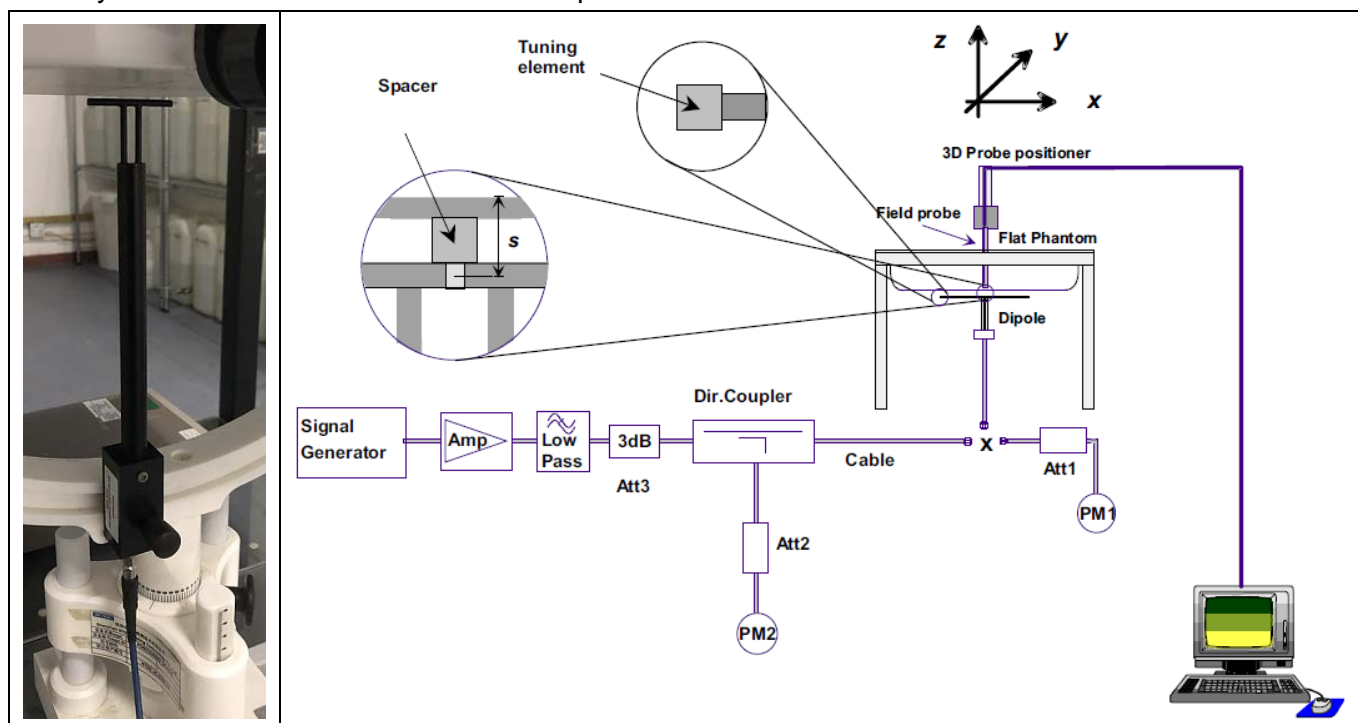 Tuning
element
Spacer
s
z
y
x
3D Probe positioner
Field probe
Flat Phantom
Dipole
Dir.Coupler
Signal
Generator
Amp
Low
Pass
3dB
Att3
Cable
x
Att1
PM1
Att2
PM2